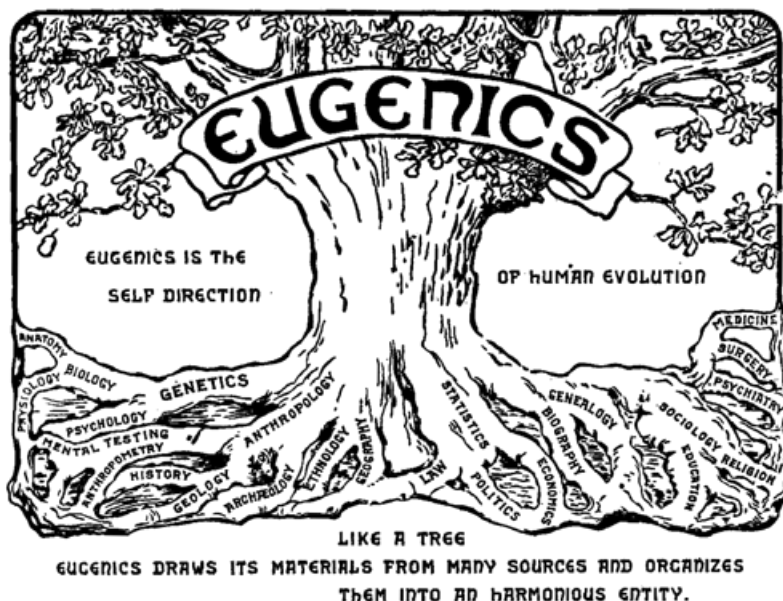 EUGENICS
EUGENICS IS THE
SELF DIRECTION
OF HUMAN EVOLUTION
ANATOMY
PHYSIOLOGY
BIOLOGY
GENETICS
PSYCHOLOGY
MENTAL TESTING
ANTHROPOMETRY
HISTORY
GEOLOGY
ANTHROPOLOGY
ARCHÆOLOGY
ETHNOLOGY
GEOGRAPHY
LAW
STATISTICS
POLITICS
ECONOMICS
BIOGRAPHY
GENEALOGY
EDUCATION
SOCIOLOGY
RELIGION
PSYCHIATRY
SURGERY
MEDICINE
LIKE A TREE
EUGENICS DRAWS ITS MATERIALS FROM MANY SOURCES AND ORGANIZES
THEM INTO AN HARMONIOUS ENTITY.